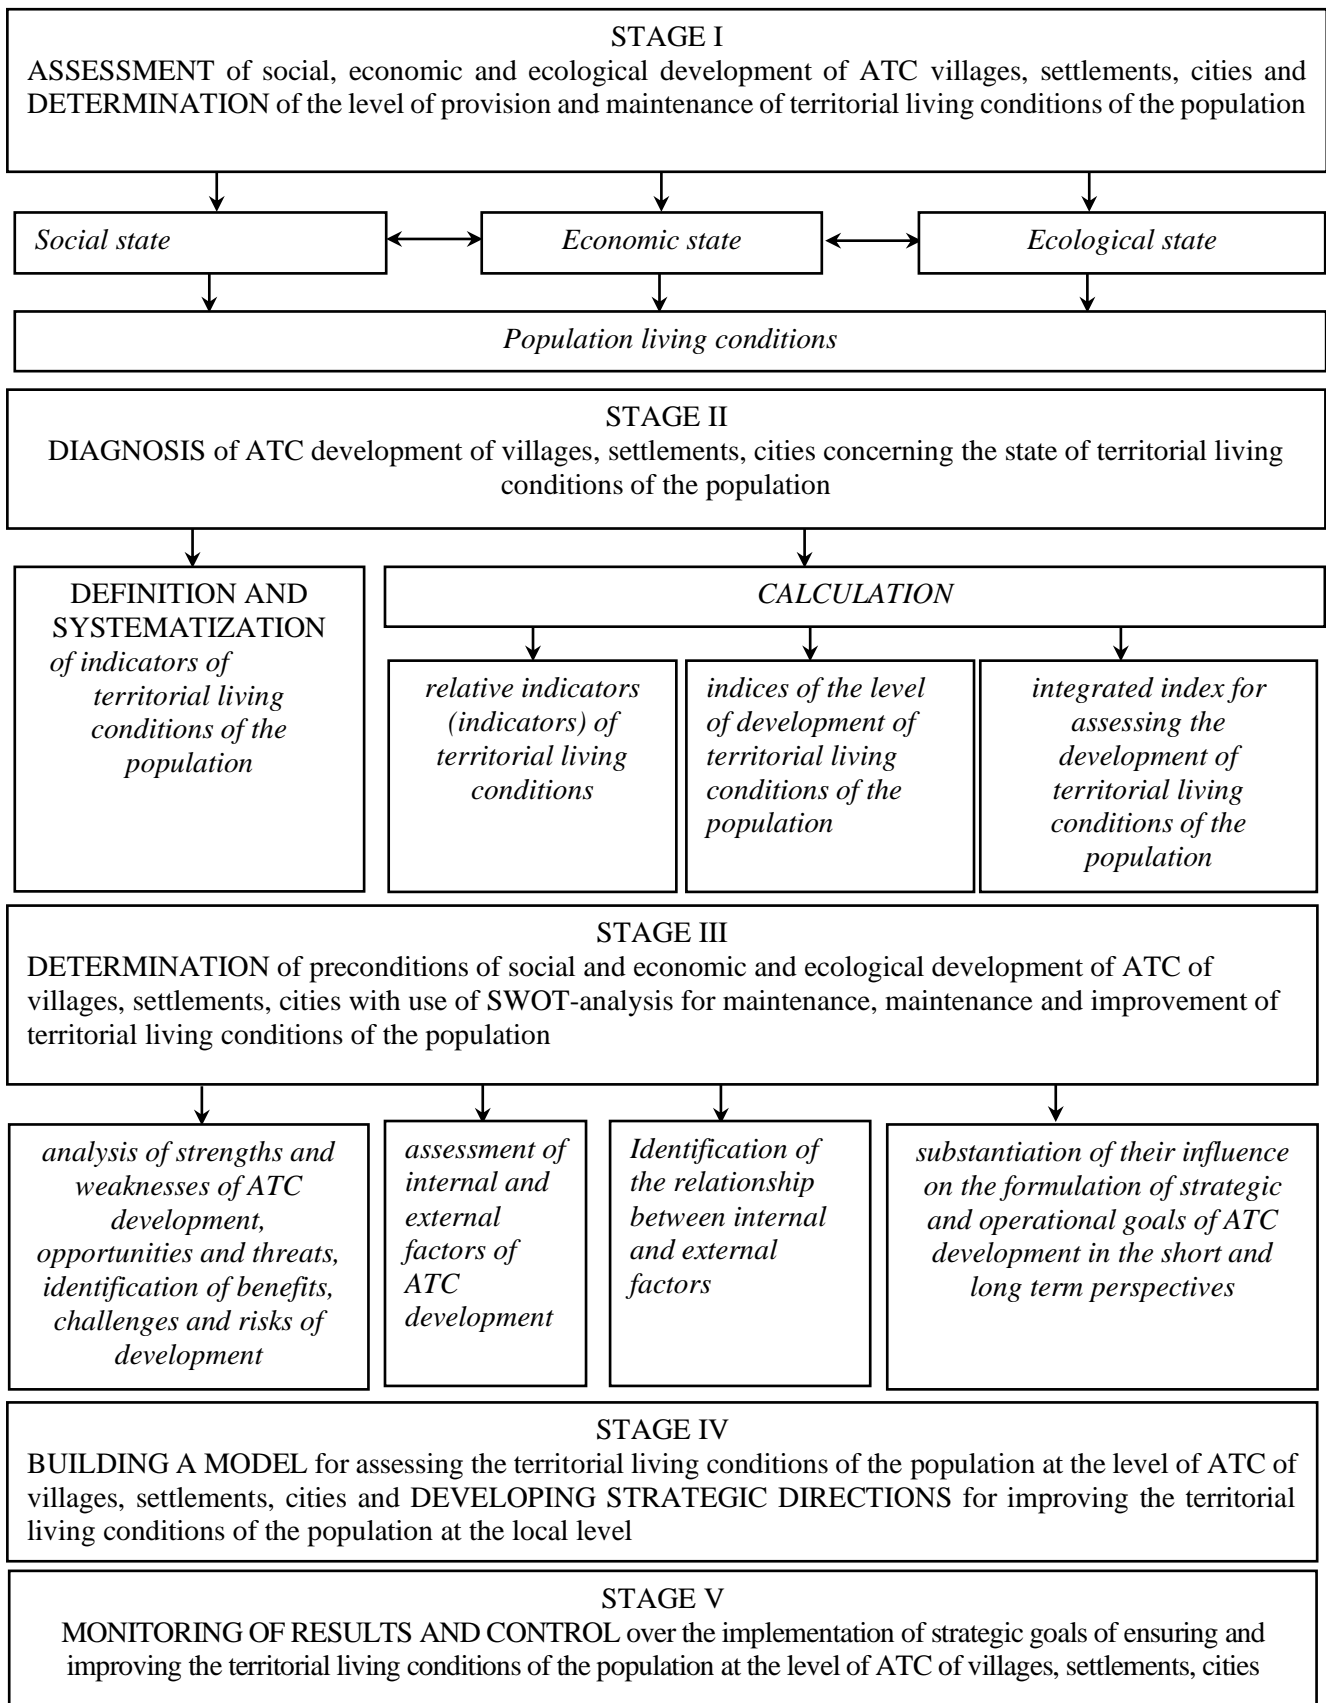 STAGE I
ASSESSMENT of social, economic and ecological development of ATC villages, settlements, cities and
DETERMINATION of the level of provision and maintenance of territorial living conditions of the population
Social state
Economic state
Ecological state
Population living conditions
STAGE II
DIAGNOSIS of ATC development of villages, settlements, cities concerning the state of territorial living
conditions of the population
DEFINITION AND
SYSTEMATIZATION
of indicators of
territorial living
conditions of the
population
CALCULATION
relative indicators
(indicators) of
territorial living
conditions
indices of the level
of development of
territorial living
conditions of the
population
integrated index for
assessing the
development of
territorial living
conditions of the
population
STAGE III
DETERMINATION of preconditions of social and economic and ecological development of ATC of
villages, settlements, cities with use of SWOT-analysis for maintenance, maintenance and improvement of
territorial living conditions of the population
analysis of strengths and
weaknesses of ATC
development,
opportunities and threats,
identification of benefits,
challenges and risks of
development
assessment of
internal and
external
factors of
ATC
development
Identification of
the relationship
between internal
and external
factors
substantiation of their influence
on the formulation of strategic
and operational goals of ATC
development in the short and
long term perspectives
STAGE IV
BUILDING A MODEL for assessing the territorial living conditions of the population at the level of ATC of
villages, settlements, cities and DEVELOPING STRATEGIC DIRECTIONS for improving the territorial
living conditions of the population at the local level
STAGE V
MONITORING OF RESULTS AND CONTROL over the implementation of strategic goals of ensuring and
improving the territorial living conditions of the population at the level of ATC of villages, settlements, cities